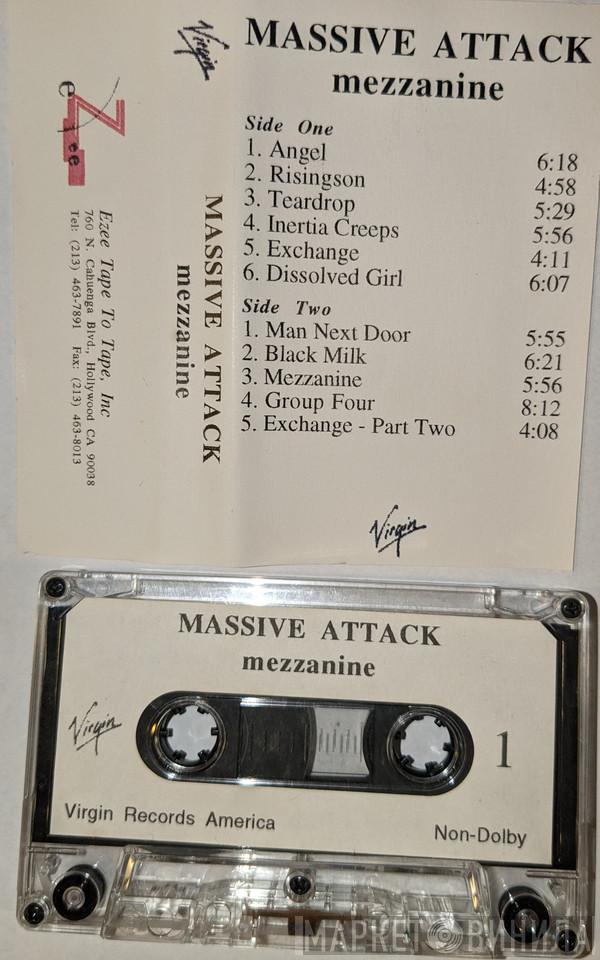 Virgin
MASSIVE ATTACK
mezzanine
Side One
1. Angel 6:18
2. Risingson 4:58
3. Teardrop 5:29
4. Inertia Creeps 5:56
5. Exchange 4:11
6. Dissolved Girl 6:07
Side Two
1. Man Next Door 5:55
2. Black Milk 6:21
3. Mezzanine 5:56
4. Group Four 8:12
5. Exchange - Part Two 4:08
Virgin
MASSIVE ATTACK
mezzanine
eZee
Ezee Tape To Tape, Inc
760 N. Cahuenga Blvd., Hollywood CA 90038
Tel: (213) 463-7891 Fax: (213) 463-8013
MASSIVE ATTACK
mezzanine
Virgin
1
Virgin Records America
Non-Dolby
МАРКЕТ ВИНИЛА